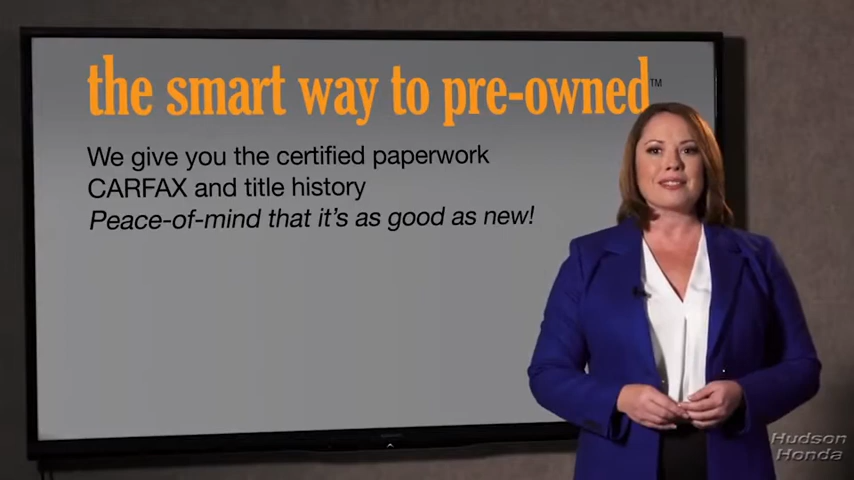 the smart way to pre-owned™
We give you the certified paperwork
CARFAX and title history
Peace-of-mind that it's as good as new!
Hudson
Honda